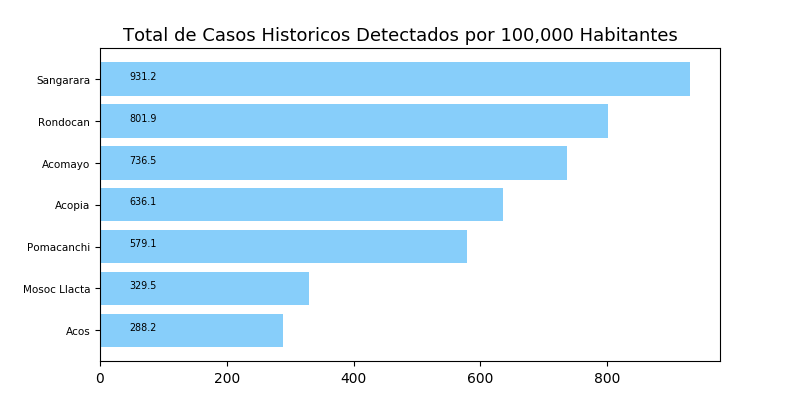 Total de Casos Historicos Detectados por 100,000 Habitantes
Sangarara 931.2
Rondocan 801.9
Acomayo 736.5
Acopia 636.1
Pomacanchi 579.1
Mosoc Llacta 329.5
Acos 288.2
0 200 400 600 800